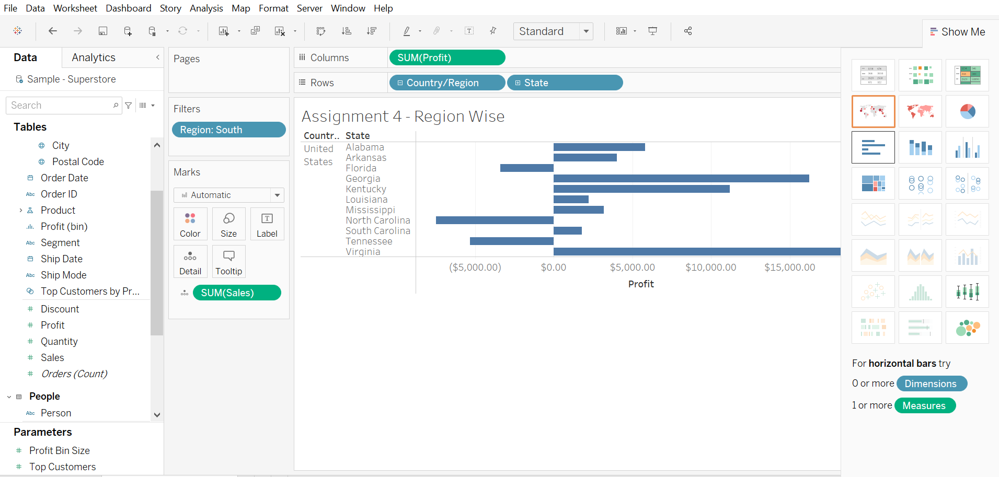 File Data Worksheet Dashboard Story Analysis Map Format Server Window Help
Standard
Show Me
Data Analytics
Sample - Superstore
Search
Tables
City
Postal Code
Order Date
Abc Order ID
Product
Profit (bin)
Abc Segment
Ship Date
Abc Ship Mode
Top Customers by Pr...
# Discount
# Profit
# Quantity
# Sales
# Orders (Count)
People
Abc Person
Parameters
# Profit Bin Size
# Top Customers
Pages
Filters
Region: South
Marks
Automatic
Color Size Label
Detail Tooltip
SUM(Sales)
Columns SUM(Profit)
Rows Country/Region State
Assignment 4 - Region Wise
Countr.. State
United States
Alabama
Arkansas
Florida
Georgia
Kentucky
Louisiana
Mississippi
North Carolina
South Carolina
Tennessee
Virginia
($5,000.00) $0.00 $5,000.00 $10,000.00 $15,000.00
Profit
For horizontal bars try
0 or more Dimensions
1 or more Measures